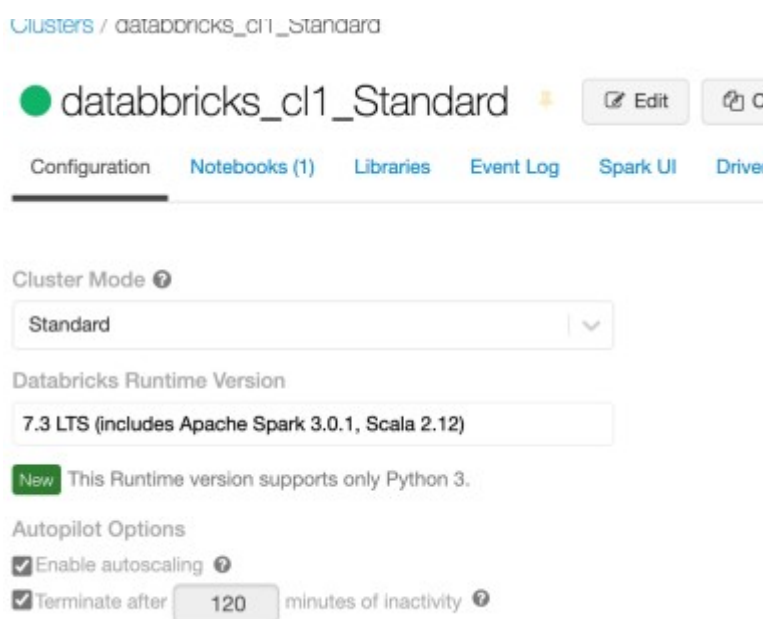 Clusters / databbricks_cl1_Standard
databbricks_cl1_Standard Edit
Configuration Notebooks (1) Libraries Event Log Spark UI
Cluster Mode
Standard
Databricks Runtime Version
7.3 LTS (includes Apache Spark 3.0.1, Scala 2.12)
New This Runtime version supports only Python 3.
Autopilot Options
Enable autoscaling
Terminate after 120 minutes of inactivity